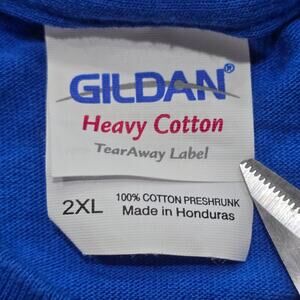 GILDAN®
Heavy Cotton
TearAway Label
2XL
100% COTTON PRESHRUNK
Made in Honduras